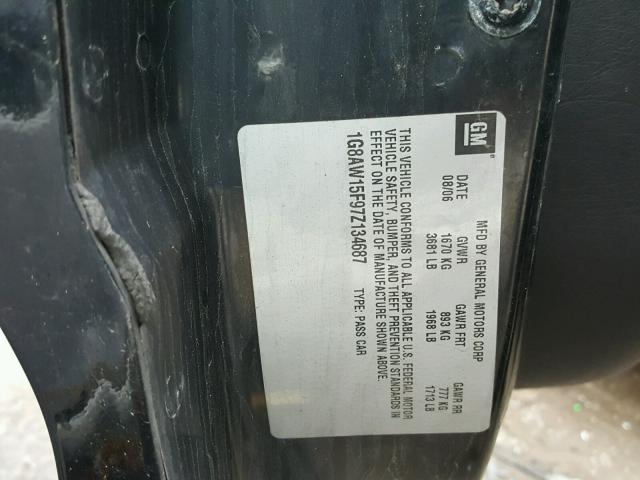 GM
MFD BY GENERAL MOTORS CORP
DATE GVWR GAWR FRT GAWR RR
08/06 1670 KG 893 KG 777 KG
3681 LB 1968 LB 1713 LB
THIS VEHICLE CONFORMS TO ALL APPLICABLE U.S. FEDERAL MOTOR
VEHICLE SAFETY, BUMPER, AND THEFT PREVENTION STANDARDS IN
EFFECT ON THE DATE OF MANUFACTURE SHOWN ABOVE.
1G8AW15F97Z134687 TYPE: PASS CAR